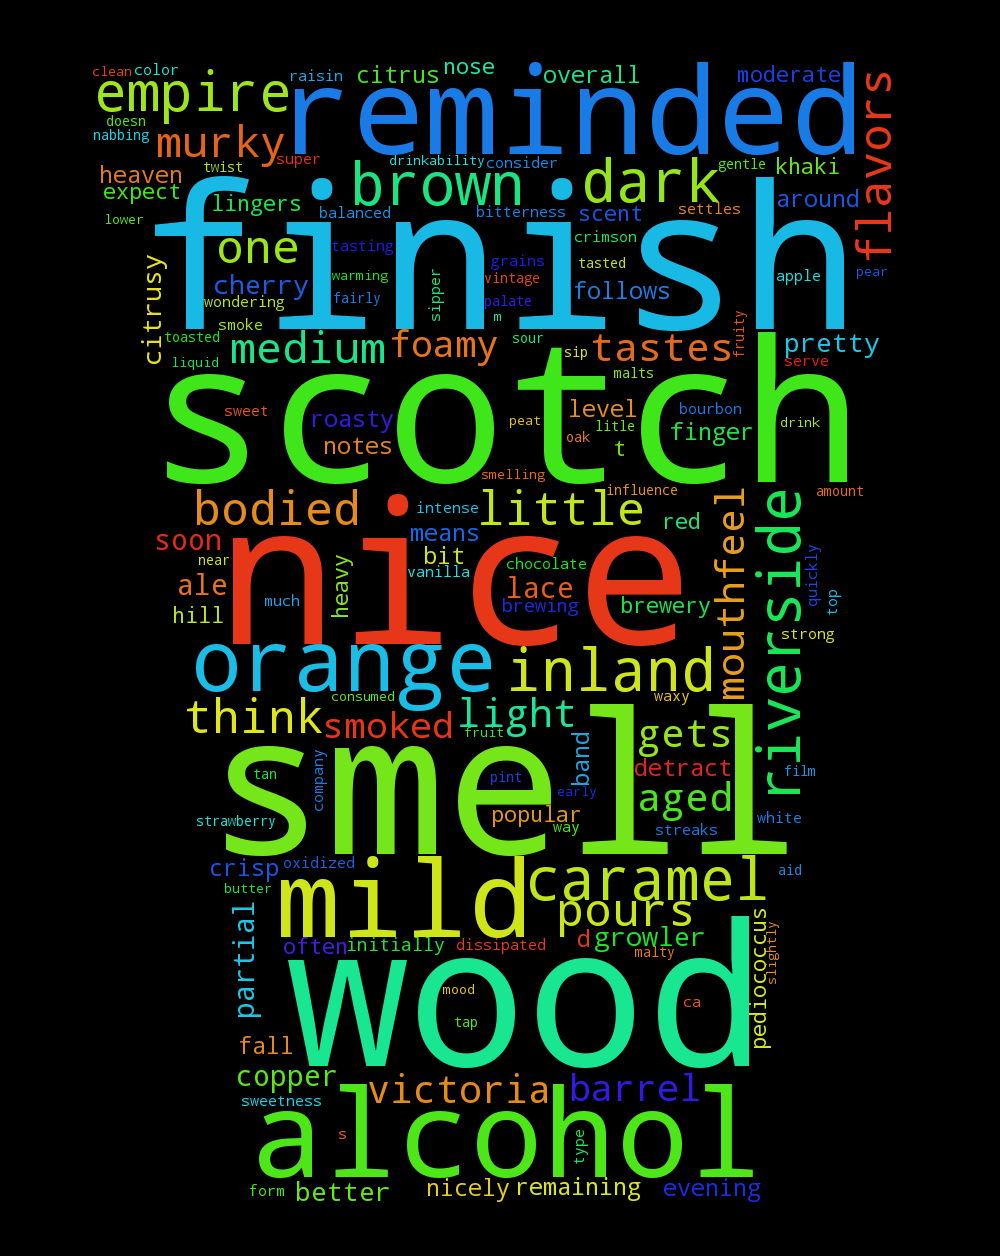 clean color raisin citrus nose overall moderate
empire reminded flavors
doesn
nabbing murky super drinkability consider gentle khaki
heaven twist brown dark
expect lingers balanced bitterness scent settles around
lower finish
one tasting crimson
citrusy cherry warming grains tasted apple pear
wondering fairly sipper vintage follows
smoke palate m
toasted medium foamy sour sip tastes fruity pretty
liquid malts serve
scotch
sweet roasty peat level bourbon drink
notes oak litle t finger
smelling
bodied intense little influence mouthfeel riverside amount
soon means red
near nice bit quickly
ale heavy vanilla chocolate
much lace top
hill brewing brewery
strong
orange inland
consumed waxy
think smoked light
fruit gets
smell
tan company pint band detract film
early aged
strawberry popular way streaks white
crisp oxidized mild caramel aid
butter pours
partial often initially dissipated d growler pediococcus slightly
malty
wood
mood ca
tap
fall
copper victoria barrel
sweetness alcohol
s type
form better nicely remaining evening